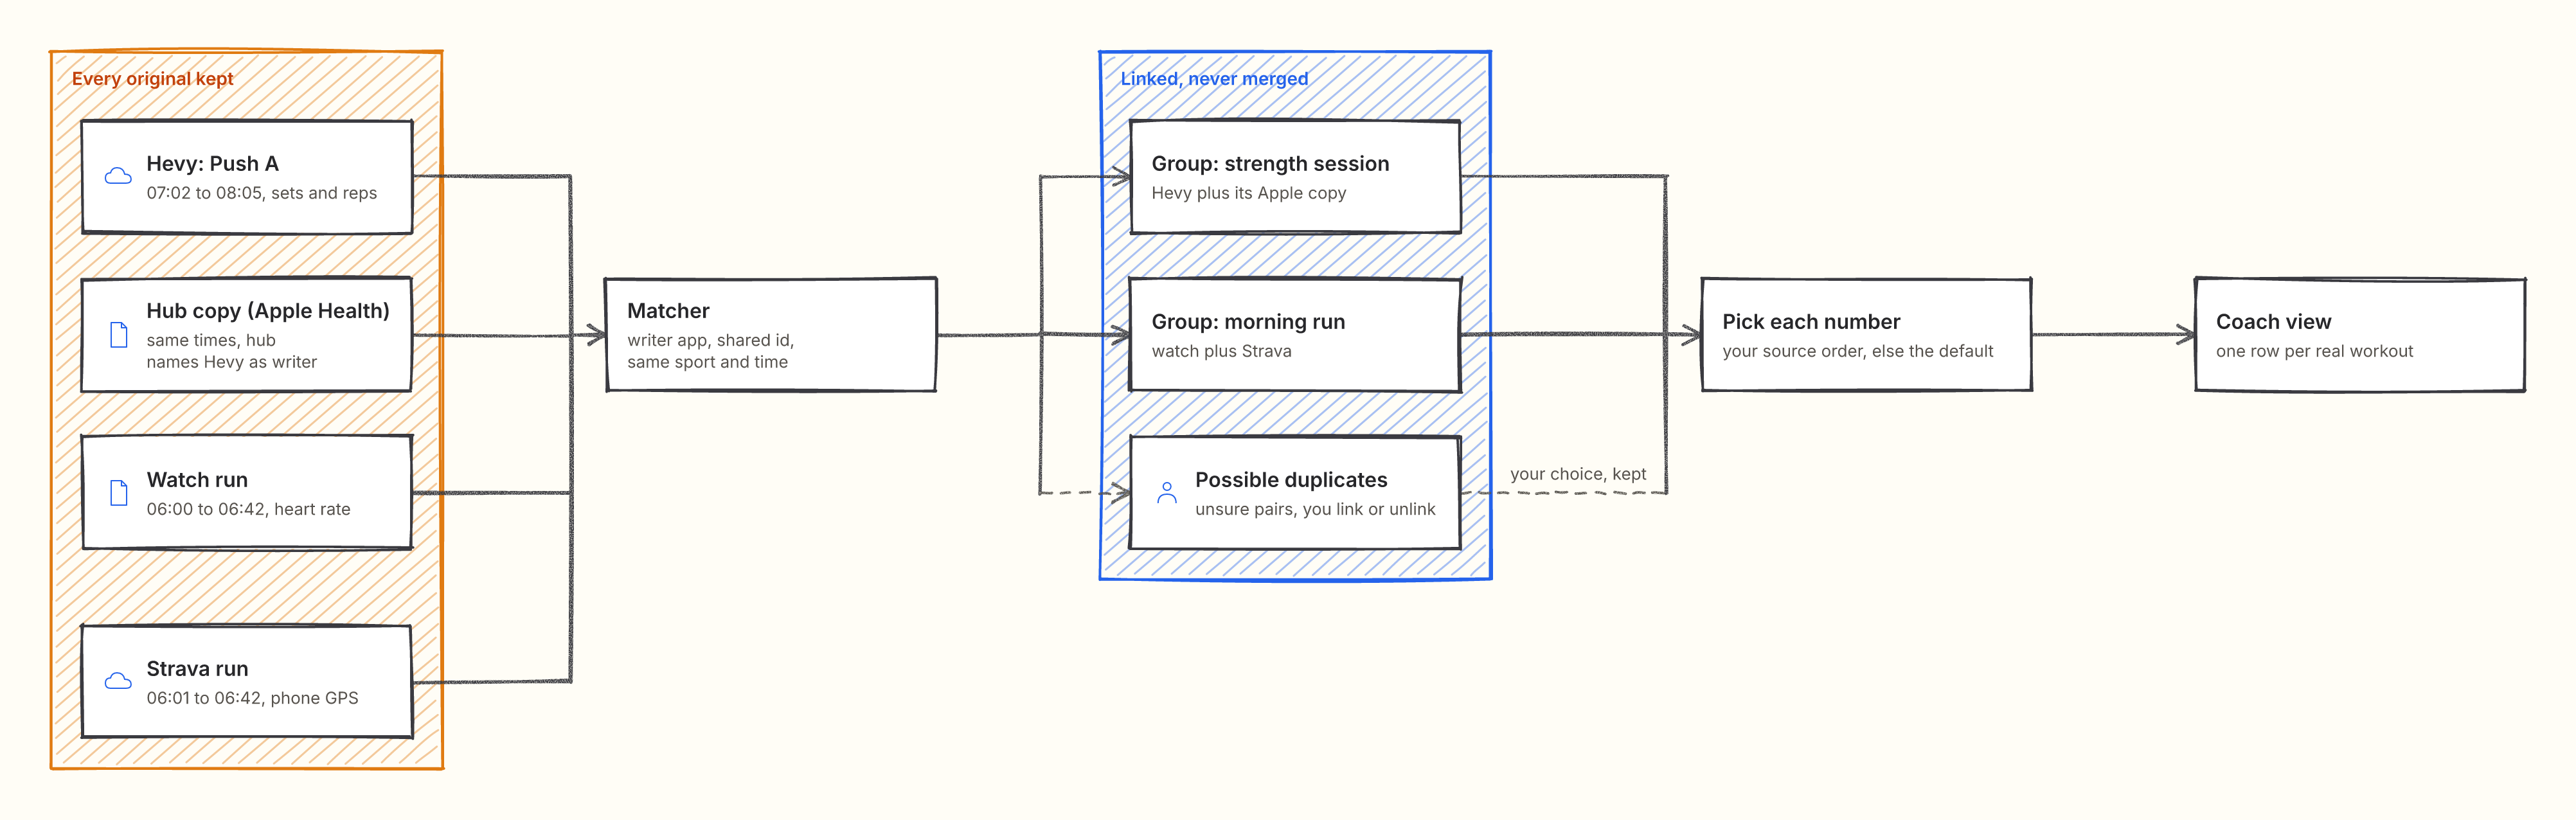 Every original kept
Hevy: Push A
07:02 to 08:05, sets and reps
Hub copy (Apple Health)
same times, hub
names Hevy as writer
Watch run
06:00 to 06:42, heart rate
Strava run
06:01 to 06:42, phone GPS
Matcher
writer app, shared id,
same sport and time
Linked, never merged
Group: strength session
Hevy plus its Apple copy
Group: morning run
watch plus Strava
Possible duplicates
unsure pairs, you link or unlink
your choice, kept
Pick each number
your source order, else the default
Coach view
one row per real workout